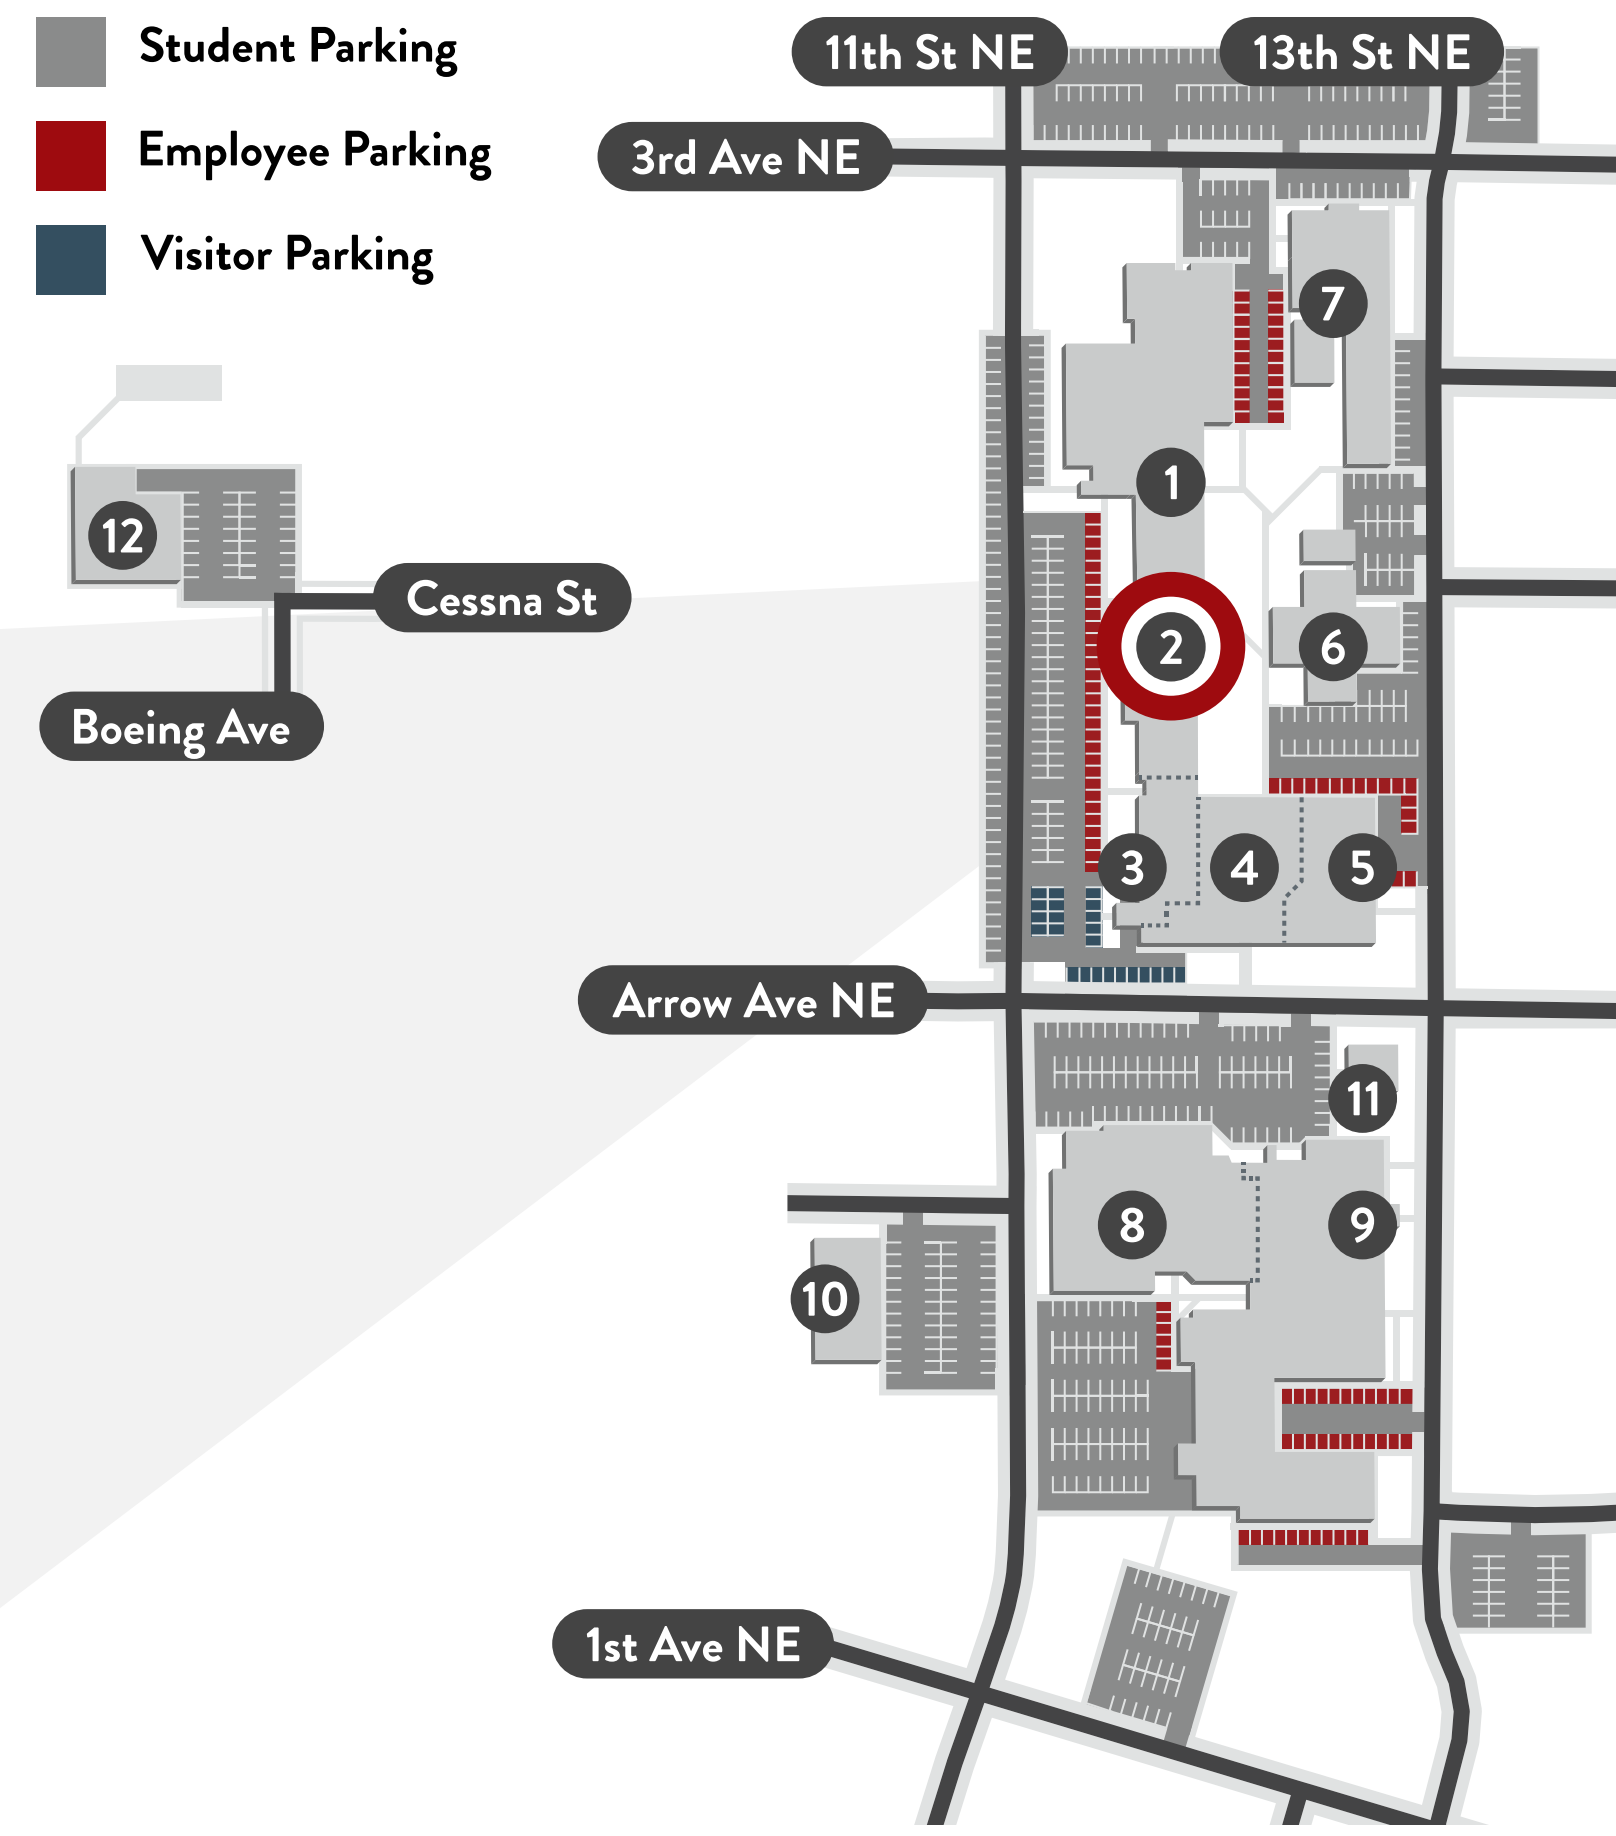 Student Parking
Employee Parking
Visitor Parking
11th St NE
13th St NE
3rd Ave NE
7
1
12
Cessna St
2
6
Boeing Ave
3
4
5
Arrow Ave NE
11
8
9
10
1st Ave NE